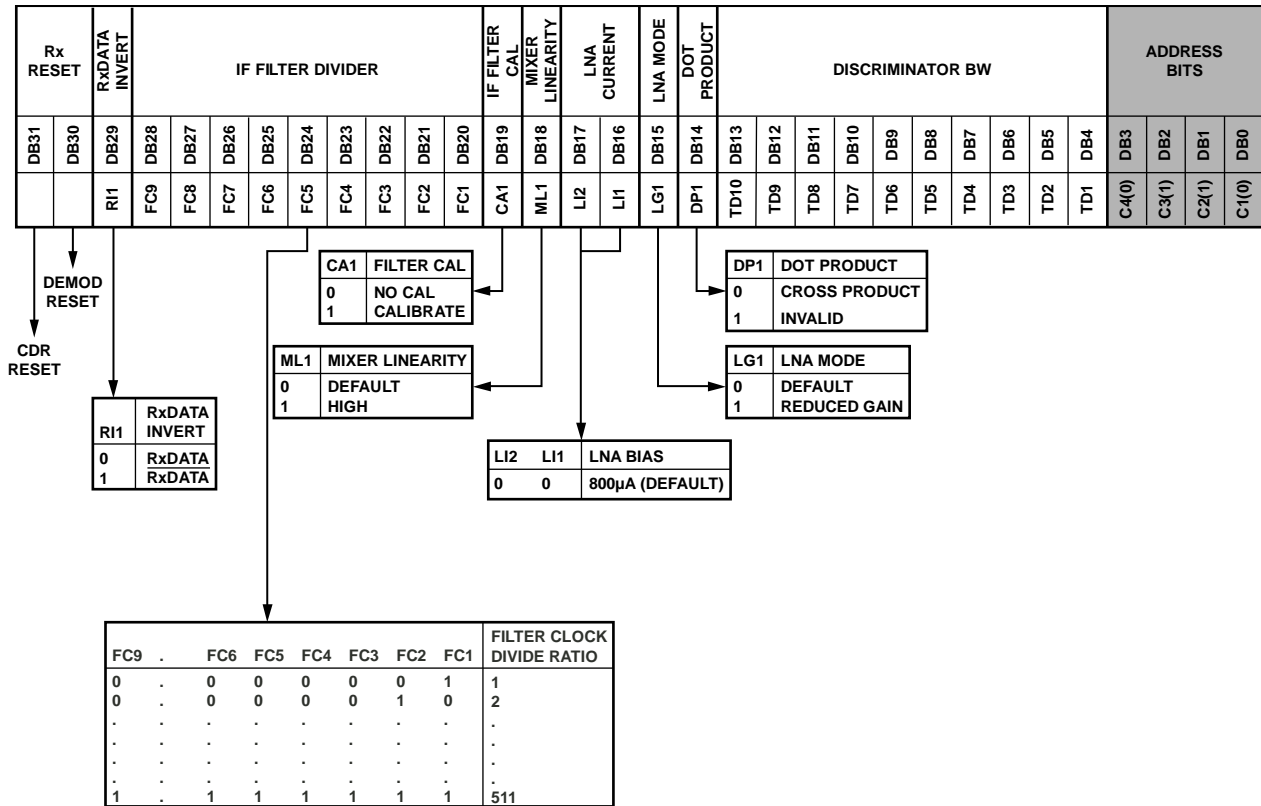 Rx RESET
RxDATA INVERT
IF FILTER DIVIDER
IF FILTER CAL
MIXER LINEARITY
LNA CURRENT
LNA MODE
DOT PRODUCT
DISCRIMINATOR BW
ADDRESS BITS
DB31 DB30 DB29 DB28 DB27 DB26 DB25 DB24 DB23 DB22 DB21 DB20 DB19 DB18 DB17 DB16 DB15 DB14 DB13 DB12 DB11 DB10 DB9 DB8 DB7 DB6 DB5 DB4 DB3 DB2 DB1 DB0
RI1 FC9 FC8 FC7 FC6 FC5 FC4 FC3 FC2 FC1 CA1 ML1 LI2 LI1 LG1 DP1 TD10 TD9 TD8 TD7 TD6 TD5 TD4 TD3 TD2 TD1 C4(0) C3(1) C2(1) C1(0)
DEMOD
RESET
CDR
RESET
CA1 FILTER CAL
0 NO CAL
1 CALIBRATE
DP1 DOT PRODUCT
0 CROSS PRODUCT
1 INVALID
ML1 MIXER LINEARITY
0 DEFAULT
1 HIGH
LG1 LNA MODE
0 DEFAULT
1 REDUCED GAIN
RI1 RxDATA INVERT
0 RxDATA
1 RxDATA
LI2 LI1 LNA BIAS
0 0 800µA (DEFAULT)
FC9 . FC6 FC5 FC4 FC3 FC2 FC1 FILTER CLOCK DIVIDE RATIO
0 . 0 0 0 0 0 1 1
0 . 0 0 0 0 1 0 2
. . . . . . . . .
. . . . . . . . .
. . . . . . . . .
. . . . . . . . .
1 . 1 1 1 1 1 1 511